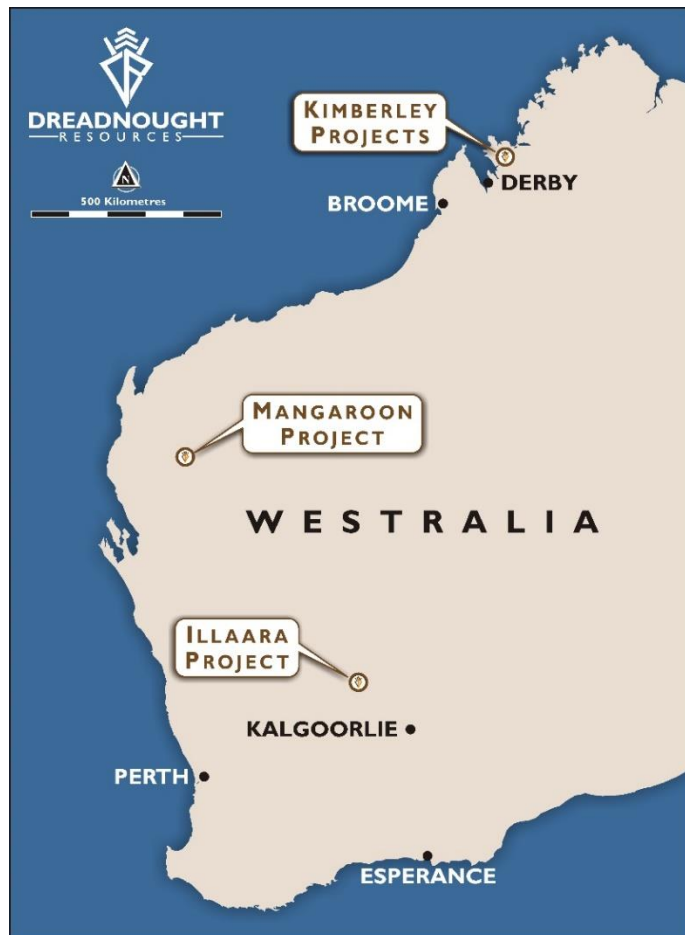 DREADNOUGHT
RESOURCES
N
500 Kilometres
KIMBERLEY
PROJECTS
DERBY
BROOME
MANGAROON
PROJECT
WESTRALIA
ILLAARA
PROJECT
KALGOORLIE
PERTH
ESPERANCE